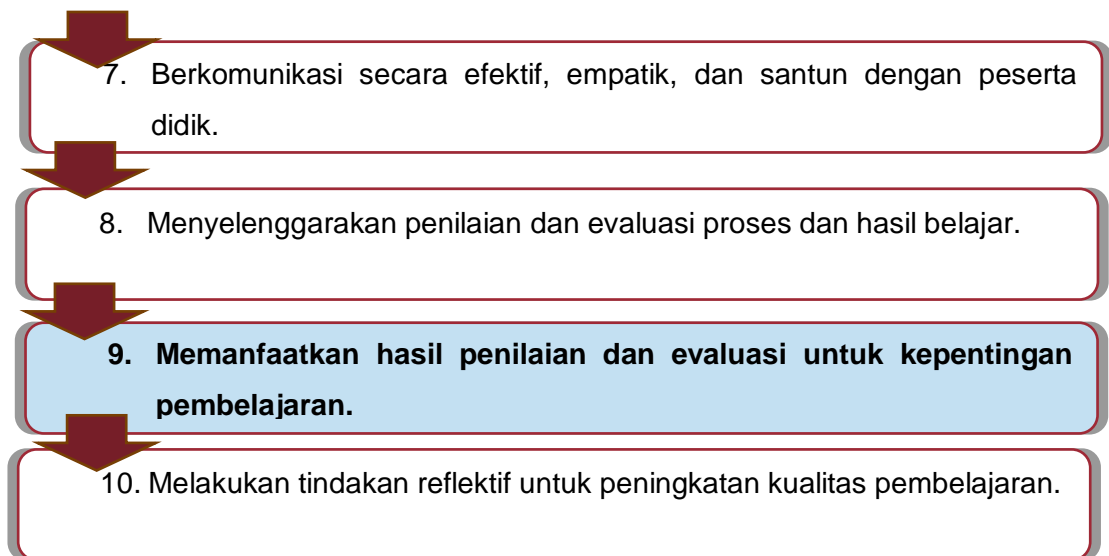 7. Berkomunikasi secara efektif, empatik, dan santun dengan peserta
didik.
8. Menyelenggarakan penilaian dan evaluasi proses dan hasil belajar.
9. Memanfaatkan hasil penilaian dan evaluasi untuk kepentingan
pembelajaran.
10. Melakukan tindakan reflektif untuk peningkatan kualitas pembelajaran.